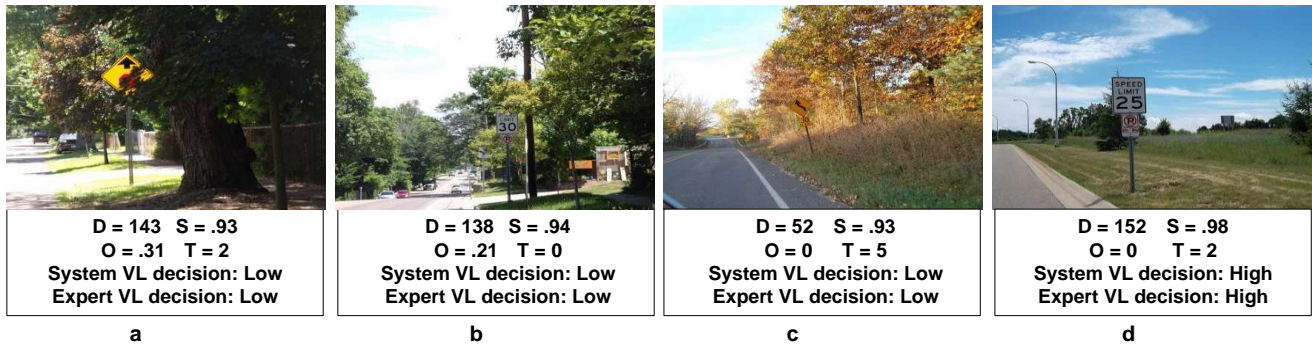 LIMIT
30
SPEED
LIMIT
25
D = 143 S = .93
O = .31 T = 2
System VL decision: Low
Expert VL decision: Low
D = 138 S = .94
O = .21 T = 0
System VL decision: Low
Expert VL decision: Low
D = 52 S = .93
O = 0 T = 5
System VL decision: Low
Expert VL decision: Low
D = 152 S = .98
O = 0 T = 2
System VL decision: High
Expert VL decision: High
a
b
c
d